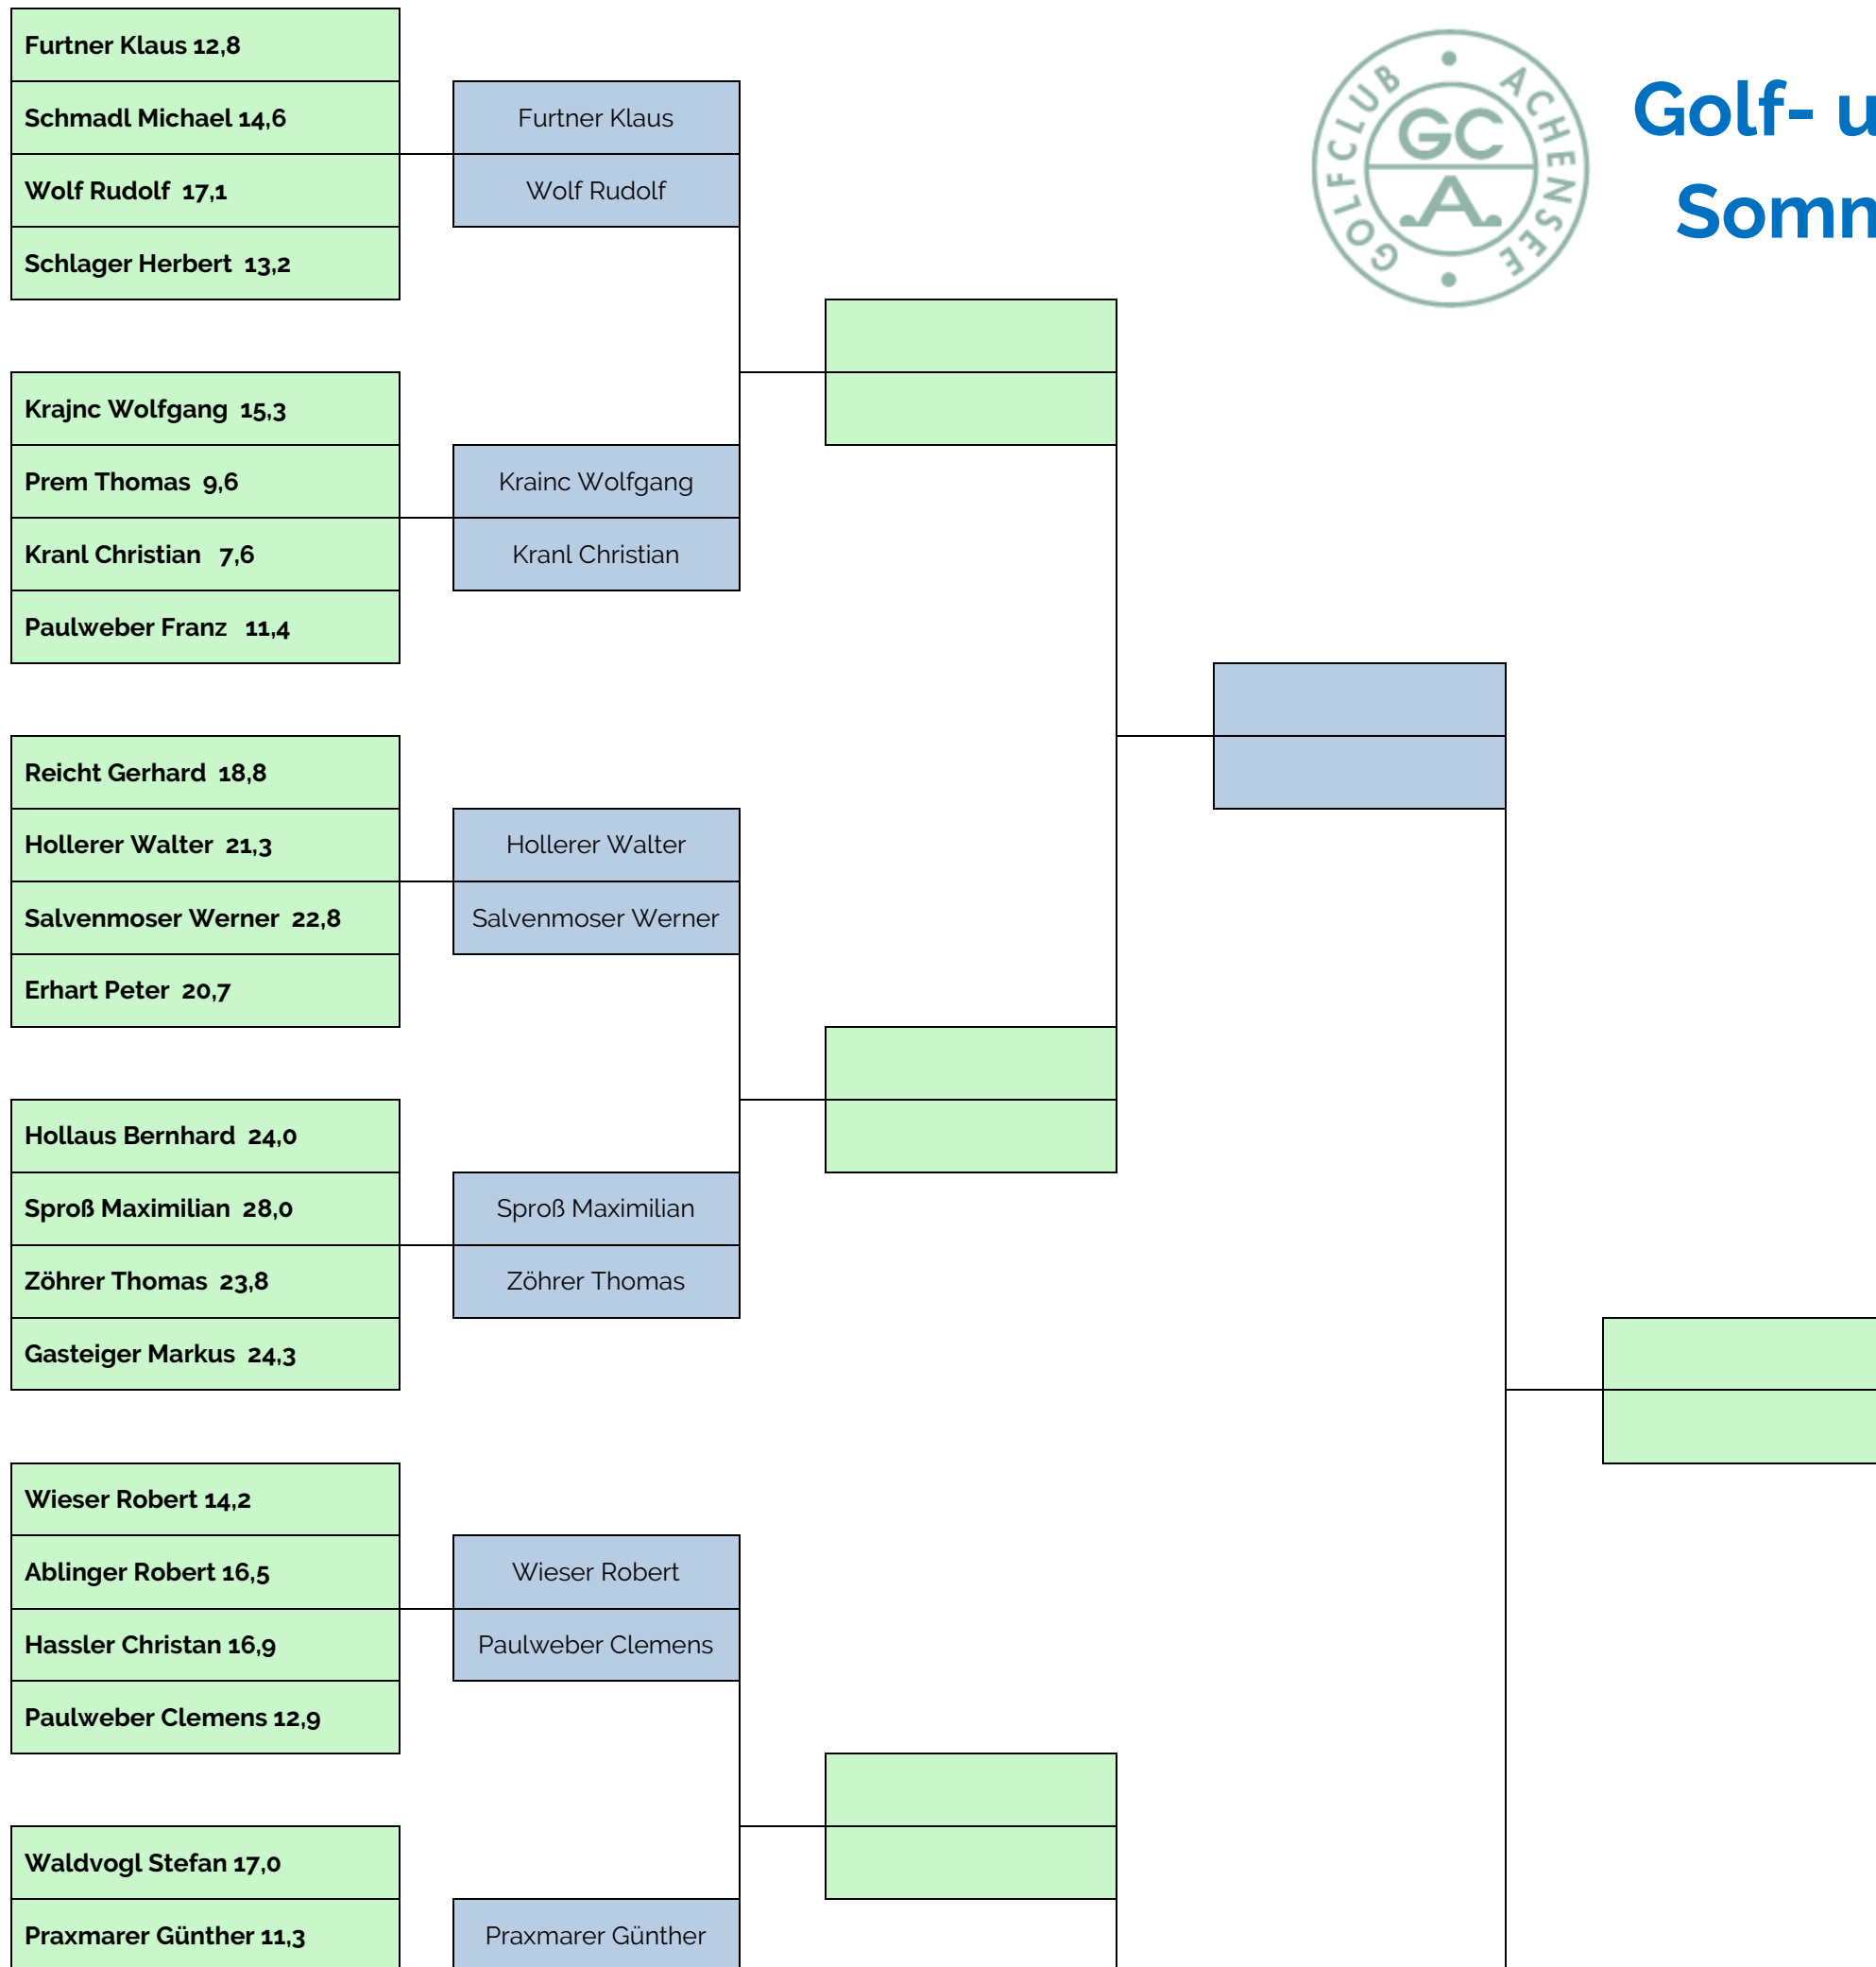 Furtner Klaus 12,8
Schmadl Michael 14,6
Wolf Rudolf 17,1
Schlager Herbert 13,2
Furtner Klaus
Wolf Rudolf
GOLFCLUB ACHENSEE
GC
A
Golf- u
Somm
Krajnc Wolfgang 15,3
Prem Thomas 9,6
Kranl Christian 7,6
Paulweber Franz 11,4
Krainc Wolfgang
Kranl Christian
Reicht Gerhard 18,8
Hollerer Walter 21,3
Salvenmoser Werner 22,8
Erhart Peter 20,7
Hollerer Walter
Salvenmoser Werner
Hollaus Bernhard 24,0
Sproß Maximilian 28,0
Zöhrer Thomas 23,8
Gasteiger Markus 24,3
Sproß Maximilian
Zöhrer Thomas
Wieser Robert 14,2
Ablinger Robert 16,5
Hassler Christan 16,9
Paulweber Clemens 12,9
Wieser Robert
Paulweber Clemens
Waldvogl Stefan 17,0
Praxmarer Günther 11,3
Praxmarer Günther